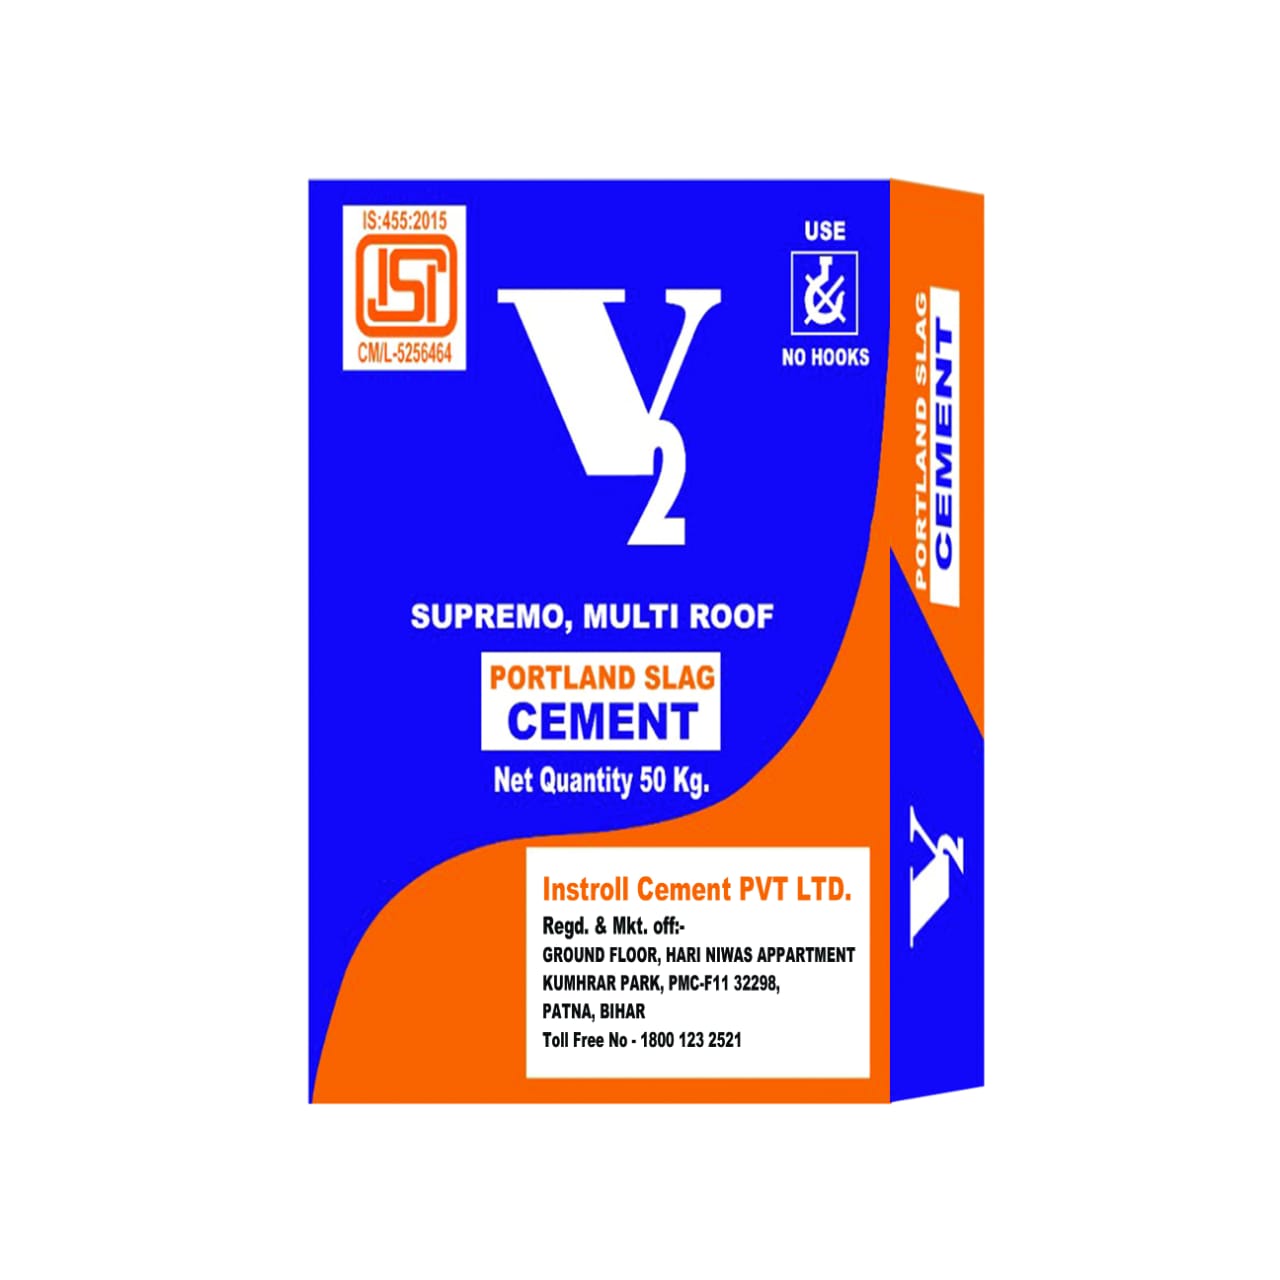 IS:455:2015
ISI
CM/L-5256464
USE
NO HOOKS
V2
SUPREMO, MULTI ROOF
PORTLAND SLAG
CEMENT
Net Quantity 50 Kg.
Instroll Cement PVT LTD.
Regd. & Mkt. off:-
GROUND FLOOR, HARI NIWAS APPARTMENT
KUMHRAR PARK, PMC-F11 32298,
PATNA, BIHAR
Toll Free No - 1800 123 2521
PORTLAND SLAG
CEMENT
V2